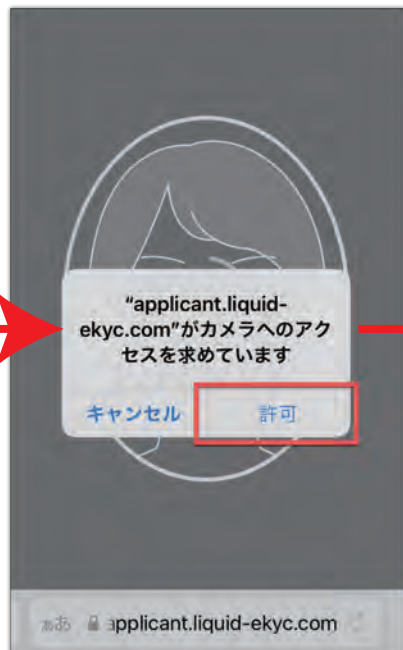 “applicant.liquid-
ekyc.com”がカメラへのアク
セスを求めています
キャンセル
許可
ああ applicant.liquid-ekyc.com